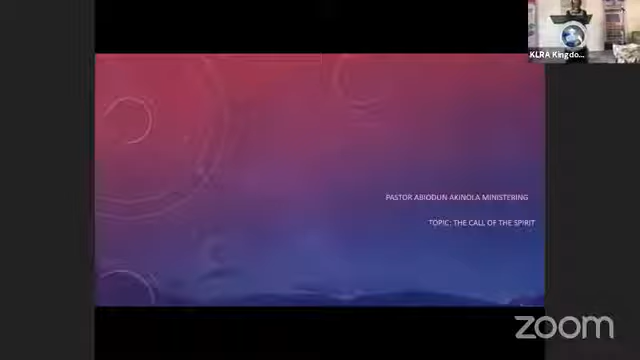 KLRA Kingdo...
PASTOR ABIODUN AKINOLA MINISTERING
TOPIC: THE CALL OF THE SPIRIT
zoom